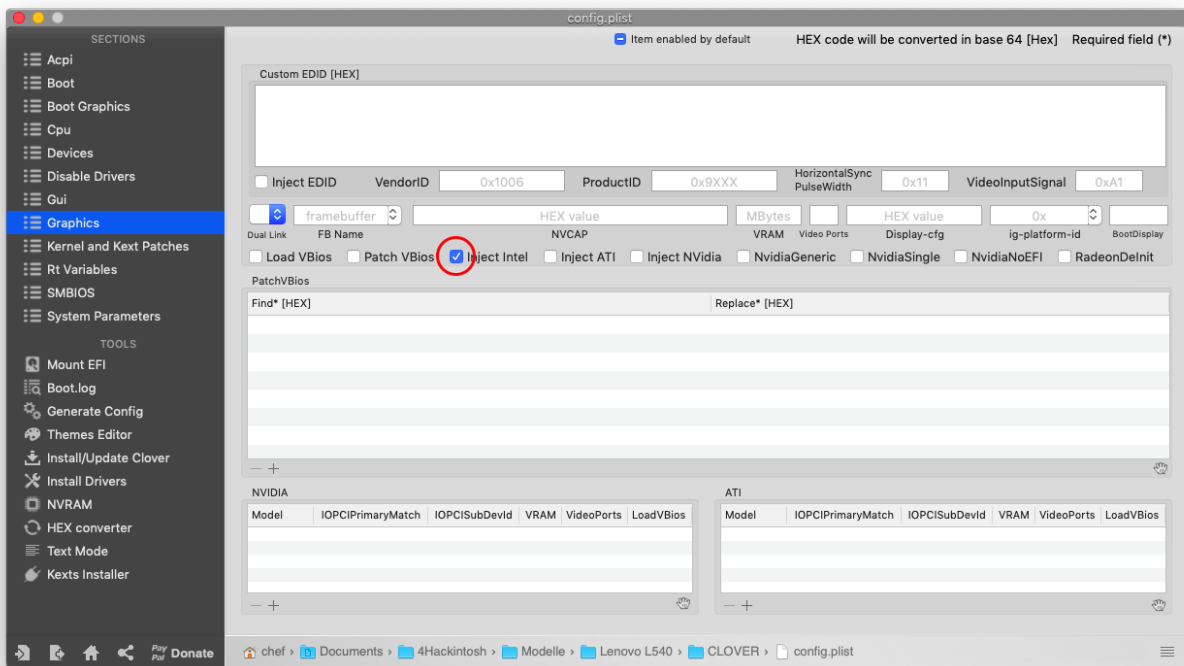 config.plist
SECTIONS
Acpi
Boot
Boot Graphics
Cpu
Devices
Disable Drivers
Gui
Graphics
Kernel and Kext Patches
Rt Variables
SMBIOS
System Parameters
TOOLS
Mount EFI
Boot.log
Generate Config
Themes Editor
Install/Update Clover
Install Drivers
NVRAM
HEX converter
Text Mode
Kexts Installer
Pay Pal Donate
Item enabled by default HEX code will be converted in base 64 [Hex] Required field (*)
Custom EDID [HEX]
Inject EDID VendorID 0x1006 ProductID 0x9XXX HorizontalSync PulseWidth 0x11 VideoInputSignal 0xA1
framebuffer HEX value MBytes HEX value 0x
Dual Link FB Name NVCAP VRAM Video Ports Display-cfg ig-platform-id BootDisplay
Load VBios Patch VBios Inject Intel Inject ATI Inject NVidia NvidiaGeneric NvidiaSingle NvidiaNoEFI RadeonDeInit
PatchVBios
Find* [HEX] Replace* [HEX]
NVIDIA
Model IOPCIPrimaryMatch IOPCISubDevId VRAM VideoPorts LoadVBios
ATI
Model IOPCIPrimaryMatch IOPCISubDevId VRAM VideoPorts LoadVBios
chef › Documents › 4Hackintosh › Modelle › Lenovo L540 › CLOVER › config.plist